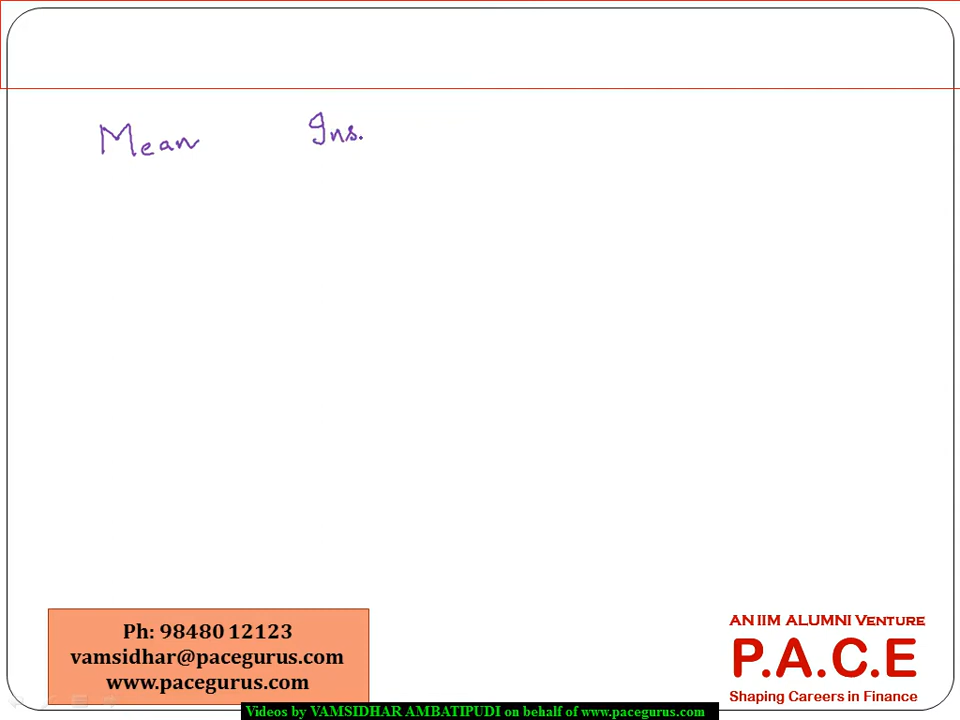 Mean Ins.
Ph: 98480 12123
vamsidhar@pacegurus.com
www.pacegurus.com
AN IIM ALUMNI VENTURE
P.A.C.E
Shaping Careers in Finance
Videos by VAMSIDHAR AMBATIPUDI on behalf of www.pacegurus.com